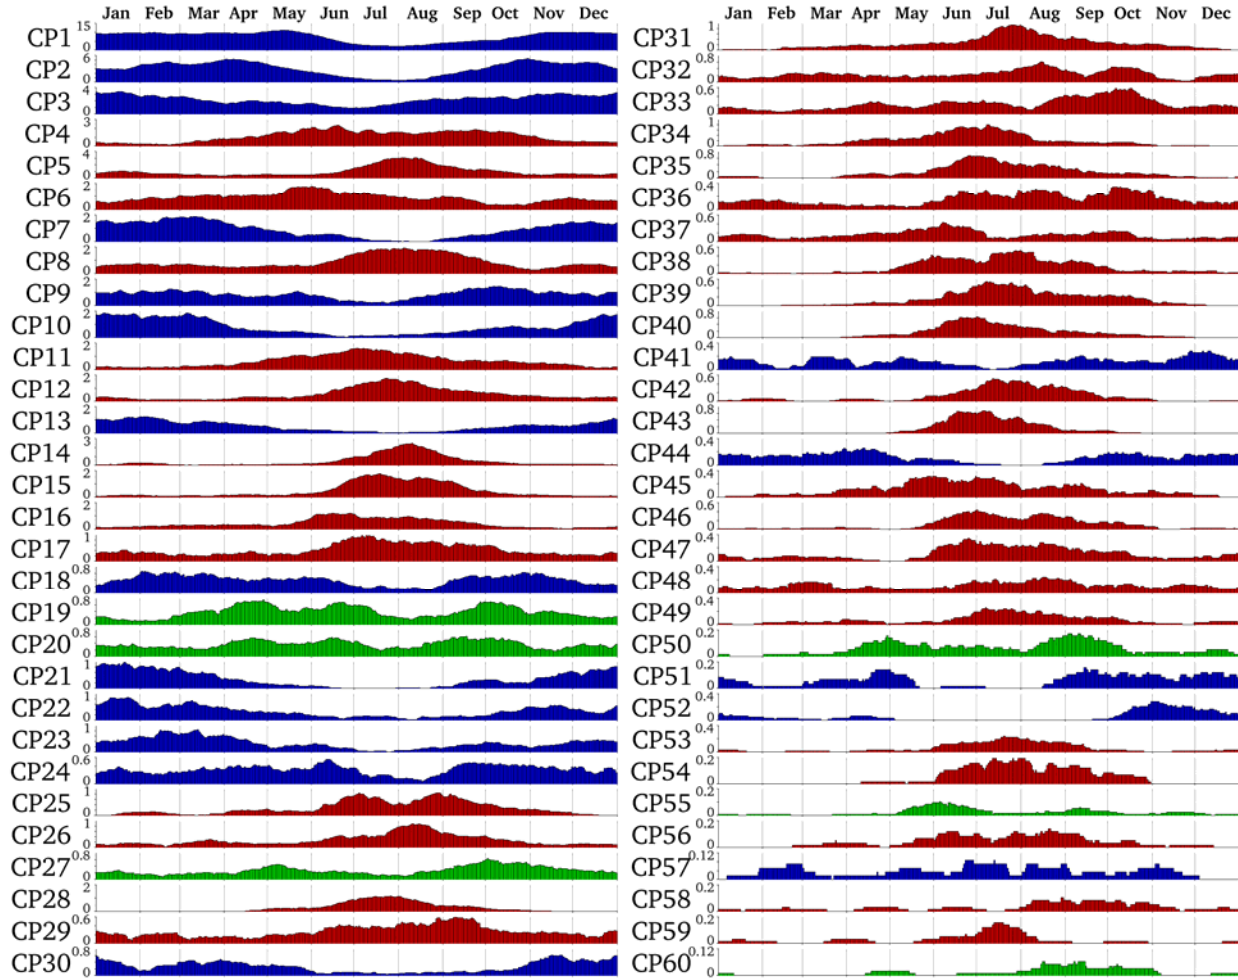 Jan Feb Mar Apr May Jun Jul Aug Sep Oct Nov Dec
CP1 15 0
CP2 6 0
CP3 4 0
CP4 3 0
CP5 4 0
CP6 2 0
CP7 2 0
CP8 2 0
CP9 2 0
CP10 2 0
CP11 2 0
CP12 2 0
CP13 2 0
CP14 3 0
CP15 2 0
CP16 2 0
CP17 1 0
CP18 0.8 0
CP19 0.8 0
CP20 0.8 0
CP21 1 0
CP22 1 0
CP23 1 0
CP24 0.6 0
CP25 1 0
CP26 1 0
CP27 0.8 0
CP28 2 0
CP29 0.6 0
CP30 0.8 0
Jan Feb Mar Apr May Jun Jul Aug Sep Oct Nov Dec
CP31 1 0
CP32 0.8 0
CP33 0.6 0
CP34 1 0
CP35 0.8 0
CP36 0.4 0
CP37 0.6 0
CP38 0.6 0
CP39 0.6 0
CP40 0.8 0
CP41 0.4 0
CP42 0.6 0
CP43 0.8 0
CP44 0.4 0
CP45 0.4 0
CP46 0.6 0
CP47 0.4 0
CP48 0.4 0
CP49 0.4 0
CP50 0.2 0
CP51 0.2 0
CP52 0.4 0
CP53 0.4 0
CP54 0.2 0
CP55 0.2 0
CP56 0.2 0
CP57 0.12 0
CP58 0.2 0
CP59 0.2 0
CP60 0.12 0